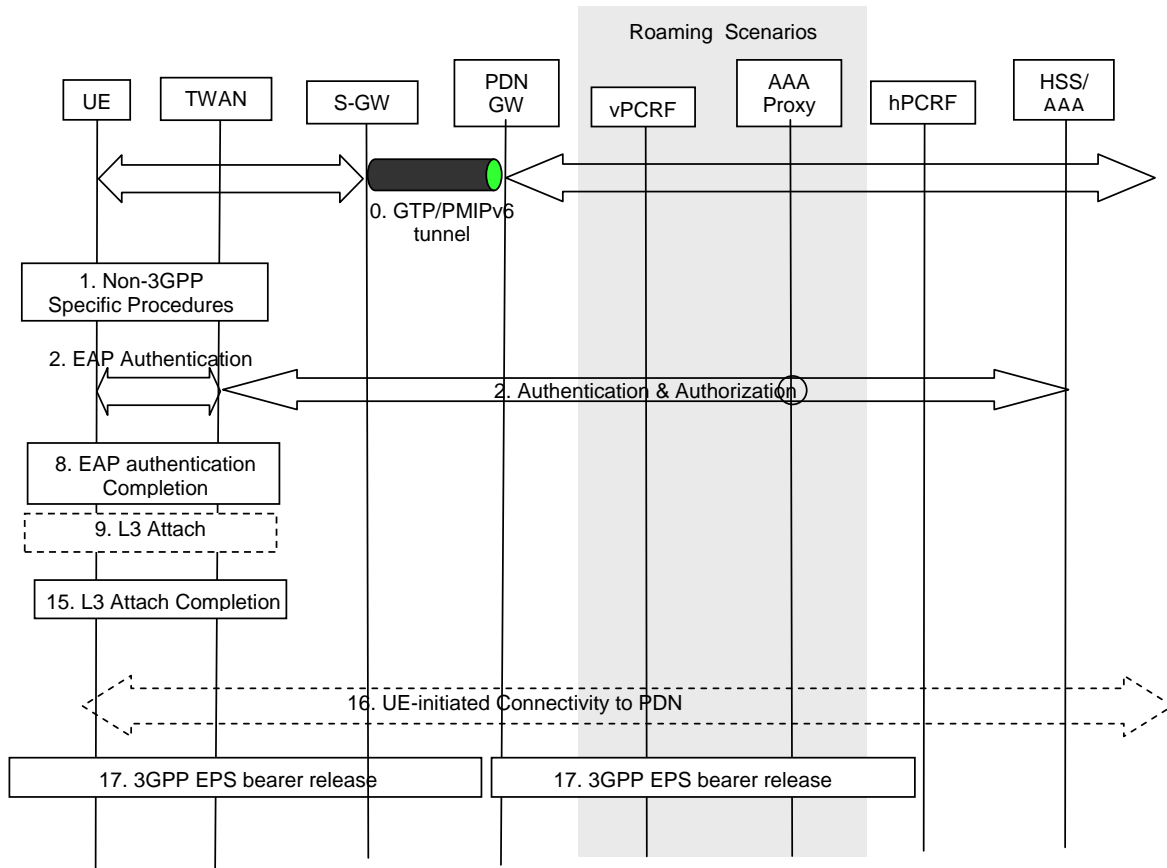 Roaming Scenarios
UE
TWAN
S-GW
PDN
GW
vPCRF
AAA
Proxy
hPCRF
HSS/
AAA
0. GTP/PMIPv6
tunnel
1. Non-3GPP
Specific Procedures
2. EAP Authentication
2. Authentication & Authorization
8. EAP authentication
Completion
9. L3 Attach
15. L3 Attach Completion
16. UE-initiated Connectivity to PDN
17. 3GPP EPS bearer release
17. 3GPP EPS bearer release